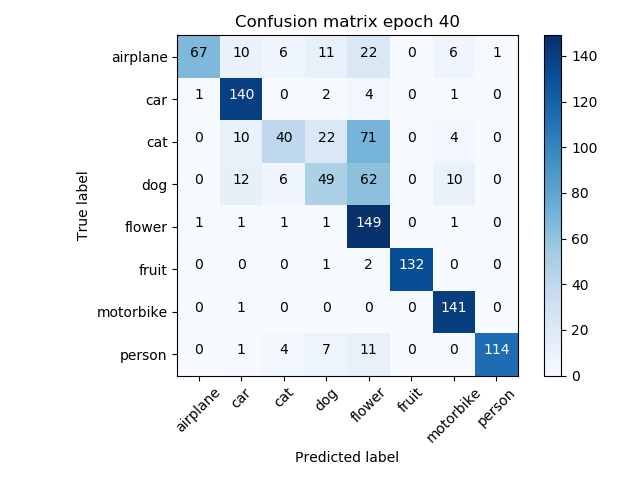 Confusion matrix epoch 40
True label
airplane 67 10 6 11 22 0 6 1
car 1 140 0 2 4 1 0
cat 0 10 40 22 71 0 4 0
dog 0 12 6 49 62 0 10 0
flower 1 1 1 1 149 1 0
fruit 0 0 0 1 2 132 0 0
motorbike 0 1 0 0 0 0 141 0
person 0 1 4 7 11 0 0 114
airplane car cat dog flower fruit motorbike person
Predicted label
140
120
100
80
60
40
20
0